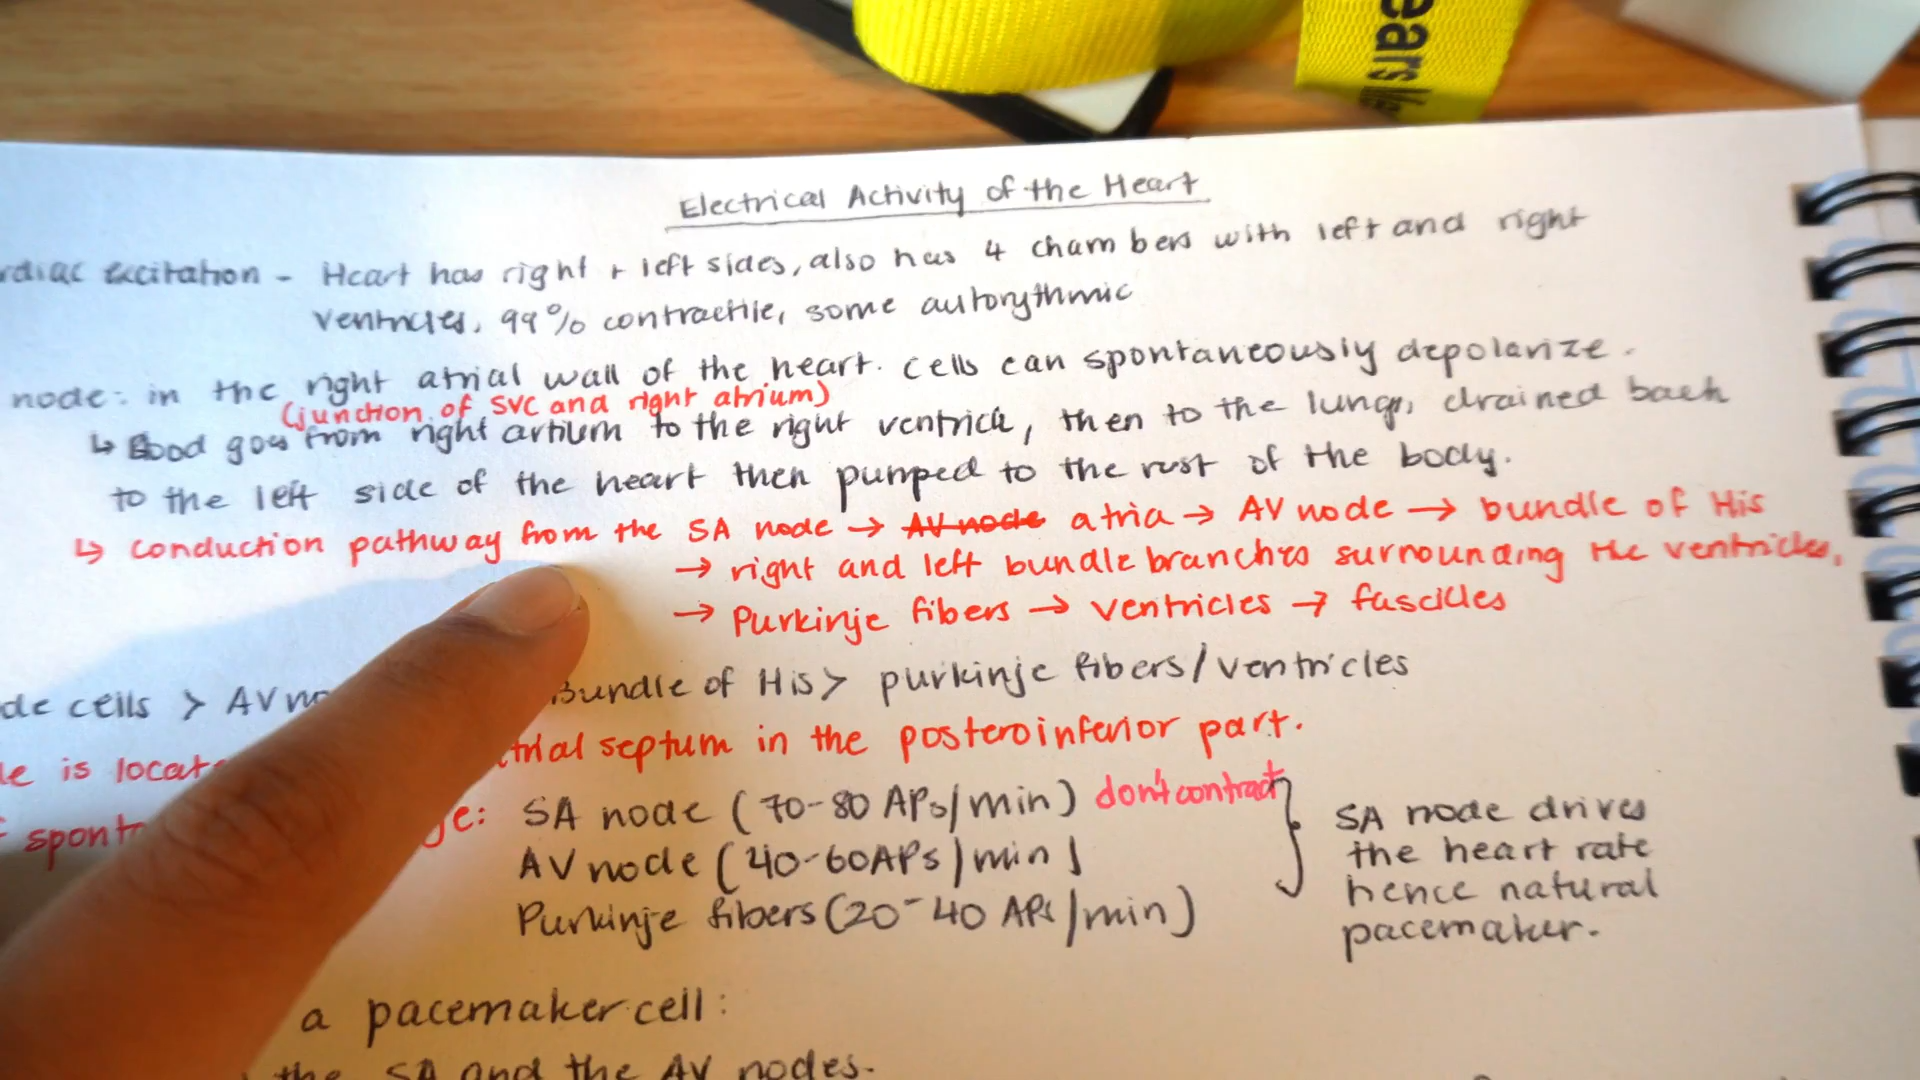 ears
Electrical Activity of the Heart
rdiac excitation - Heart has right + left sides, also has 4 chambers with left and right
ventricles, 99% contractile, some autorythmic
node: in the right atrial wall of the heart. Cells can spontaneously depolarize.
(junction of SVC and right atrium)
↳ Blood goes from right artium to the right ventricle, then to the lungs, drained back
to the left side of the heart then pumped to the rest of the body.
↳ conduction pathway from the SA node → AV node atria → AV node → bundle of His
→ right and left bundle branches surrounding the ventricles,
→ Purkinje fibers → ventricles → fascicles
de cells > AV no Bundle of His > purkinje fibers/ventricles
le is locat trial septum in the posteroinferior part.
spont ge: SA node (70-80 APs/min) don't contract
AV node (40-60APs/min)
Purkinje fibers (20-40 APs/min)
SA node drives
the heart rate
hence natural
pacemaker.
a pacemaker cell:
the SA and the AV nodes.